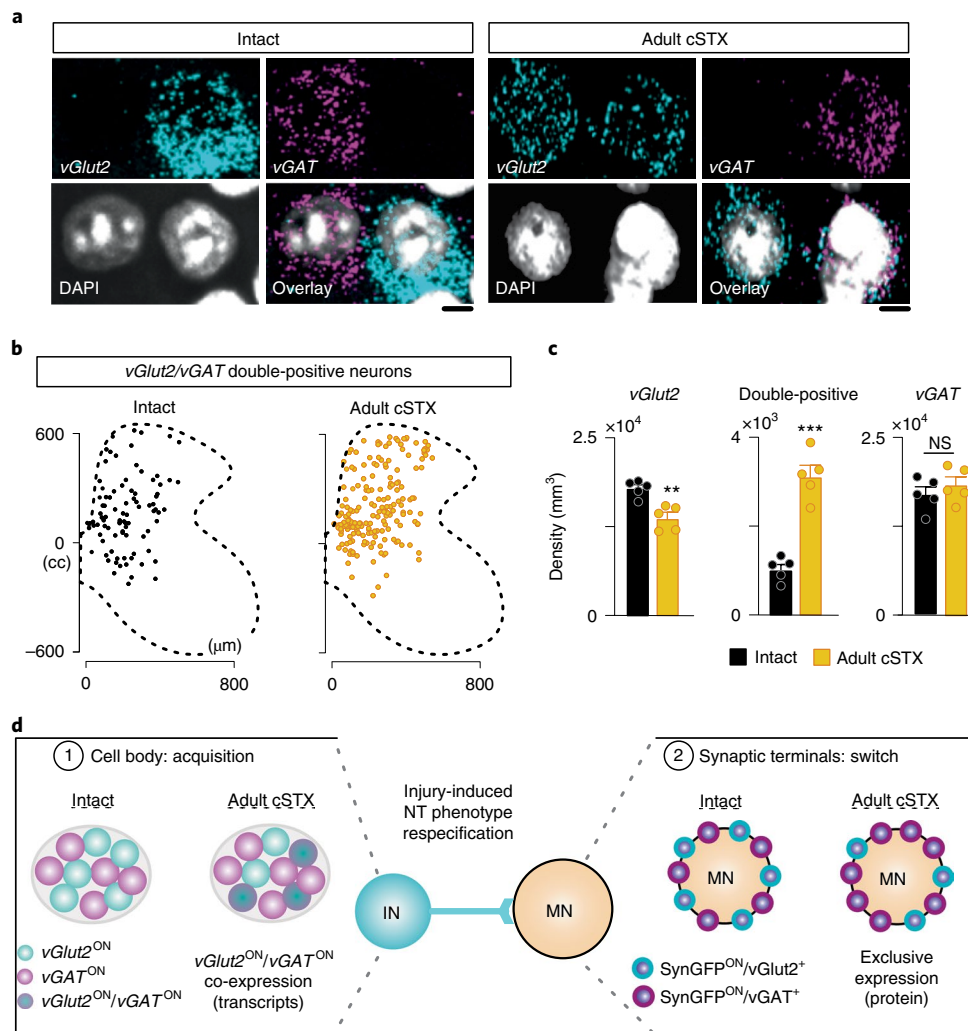 a
Intact
Adult cSTX
vGlut2
vGAT
vGlut2
vGAT
DAPI
Overlay
DAPI
Overlay
b
vGlut2/vGAT double-positive neurons
Intact
Adult cSTX
600
0
(cc)
–600
(μm)
0
800
0
800
c
vGlut2
Double-positive
vGAT
×10⁴
×10³
×10⁴
2.5
4
2.5
**
***
NS
Density (mm³)
0
0
0
Intact
Adult cSTX
d
1 Cell body: acquisition
2 Synaptic terminals: switch
Intact
Adult cSTX
Injury-induced
NT phenotype
respecification
Intact
Adult cSTX
IN
MN
MN
MN
vGlut2ᴼᴺ
vGATᴼᴺ
vGlut2ᴼᴺ/vGATᴼᴺ
vGlut2ᴼᴺ/vGATᴼᴺ
co-expression
(transcripts)
SynGFPᴼᴺ/vGlut2⁺
SynGFPᴼᴺ/vGAT⁺
Exclusive
expression
(protein)